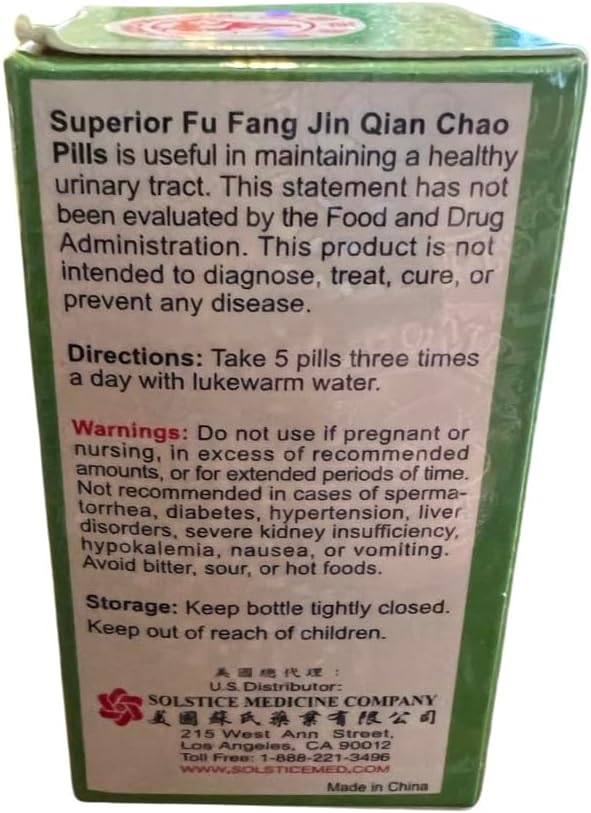 Superior Fu Fang Jin Qian Chao
Pills is useful in maintaining a healthy
urinary tract. This statement has not
been evaluated by the Food and Drug
Administration. This product is not
intended to diagnose, treat, cure, or
prevent any disease.
Directions: Take 5 pills three times
a day with lukewarm water.
Warnings: Do not use if pregnant or
nursing, in excess of recommended
amounts, or for extended periods of time.
Not recommended in cases of sperma-
torrhea, diabetes, hypertension, liver
disorders, severe kidney insufficiency,
hypokalemia, nausea, or vomiting.
Avoid bitter, sour, or hot foods.
Storage: Keep bottle tightly closed.
Keep out of reach of children.
美國總代理：
U.S. Distributor:
SOLSTICE MEDICINE COMPANY
美國蘇氏藥業有限公司
215 West Ann Street,
Los Angeles, CA 90012
Toll Free: 1-888-221-3496
WWW.SOLSTICEMED.COM
Made in China